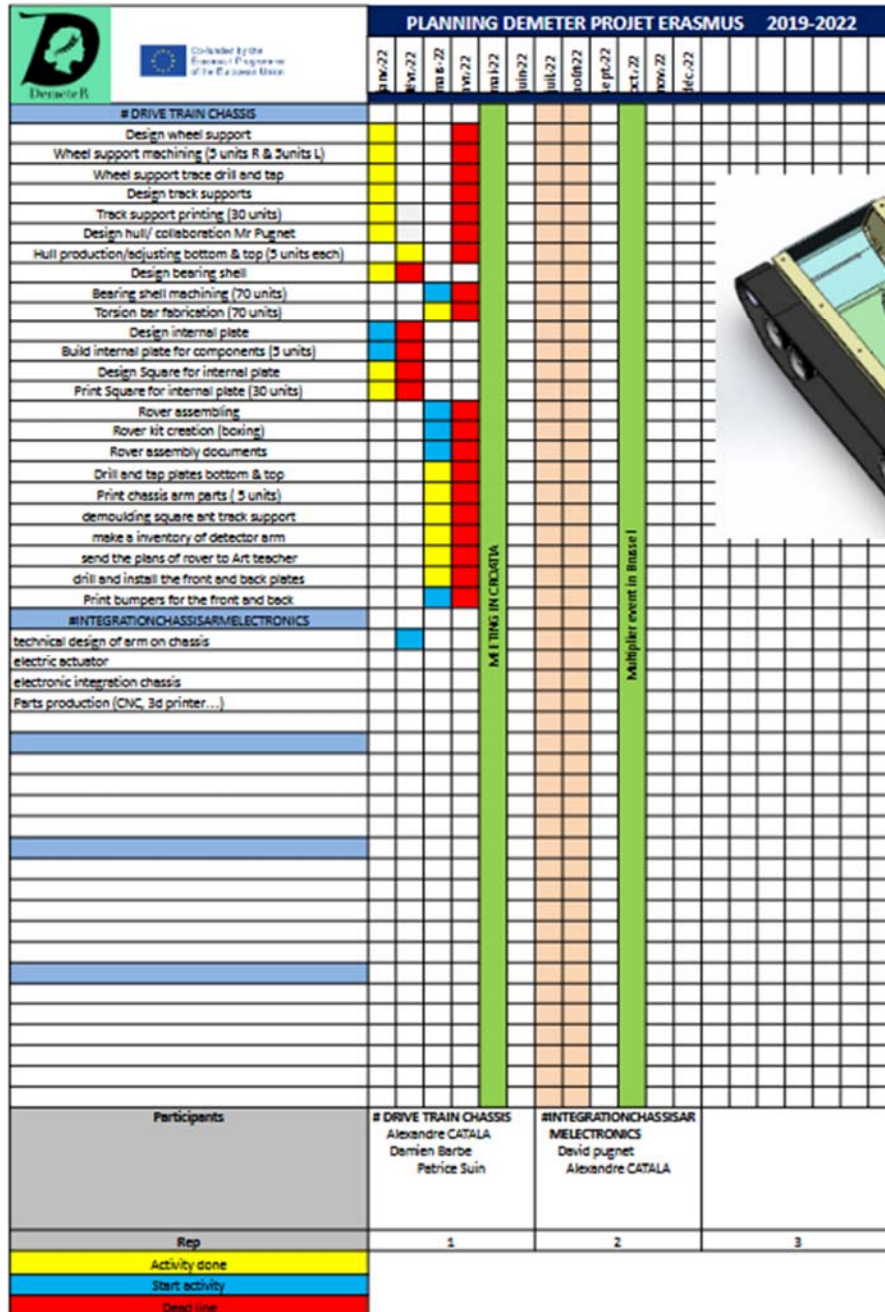 PLANNING DEMETER PROJET ERASMUS 2019-2022
DemeteR
Co-funded by the
Erasmus+ Programme
of the European Union
janv.-22
févr.-22
mars-22
avr.-22
mai-22
juin-22
juil.-22
août-22
sept.-22
oct.-22
nov.-22
déc.-22
# DRIVE TRAIN CHASSIS
Design wheel support
Wheel support machining (5 units R & 5units L)
Wheel support trace drill and tap
Design track supports
Track support printing (30 units)
Design hull/ collaboration Mr Pugnet
Hull production/adjusting bottom & top (5 units each)
Design bearing shell
Bearing shell machining (70 units)
Torsion bar fabrication (70 units)
Design internal plate
Build internal plate for components (5 units)
Design Square for internal plate
Print Square for internal plate (30 units)
Rover assembling
Rover kit creation (boxing)
Rover assembly documents
Drill and tap plates bottom & top
Print chassis arm parts ( 5 units)
demoulding square ant track support
make a inventory of detector arm
send the plans of rover to Art teacher
drill and install the front and back plates
Print bumpers for the front and back
MEETING IN CROATIA
Multiplier event in Brussel
#INTEGRATIONCHASSISARMELECTRONICS
technical design of arm on chassis
electric actuator
electronic integration chassis
Parts production (CNC, 3d printer...)
Participants
# DRIVE TRAIN CHASSIS
Alexandre CATALA
Damien Barbe
Patrice Suin
#INTEGRATIONCHASSISAR
MELECTRONICS
David pugnet
Alexandre CATALA
Rep
1
2
3
Activity done
Start activity
Dead line